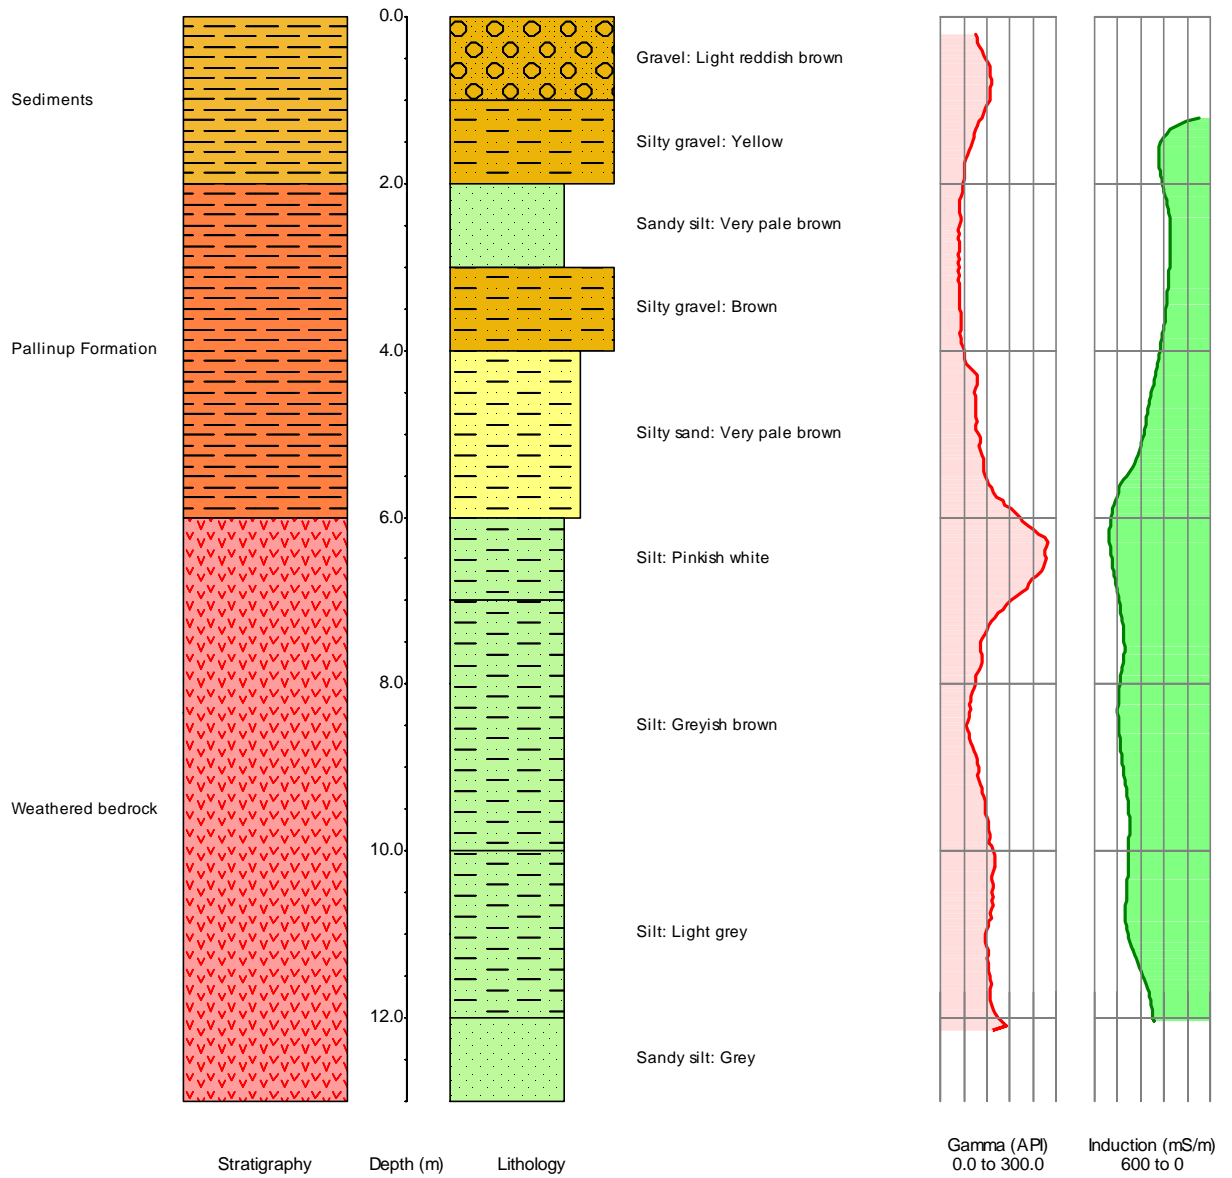 0.0
Gravel: Light reddish brown
Sediments
Silty gravel: Yellow
2.0
Sandy silt: Very pale brown
Silty gravel: Brown
Pallinup Formation
4.0
Silty sand: Very pale brown
6.0
Silt: Pinkish white
8.0
Silt: Greyish brown
Weathered bedrock
10.0
Silt: Light grey
12.0
Sandy silt: Grey
Stratigraphy
Depth (m)
Lithology
Gamma (API)
0.0 to 300.0
Induction (mS/m)
600 to 0